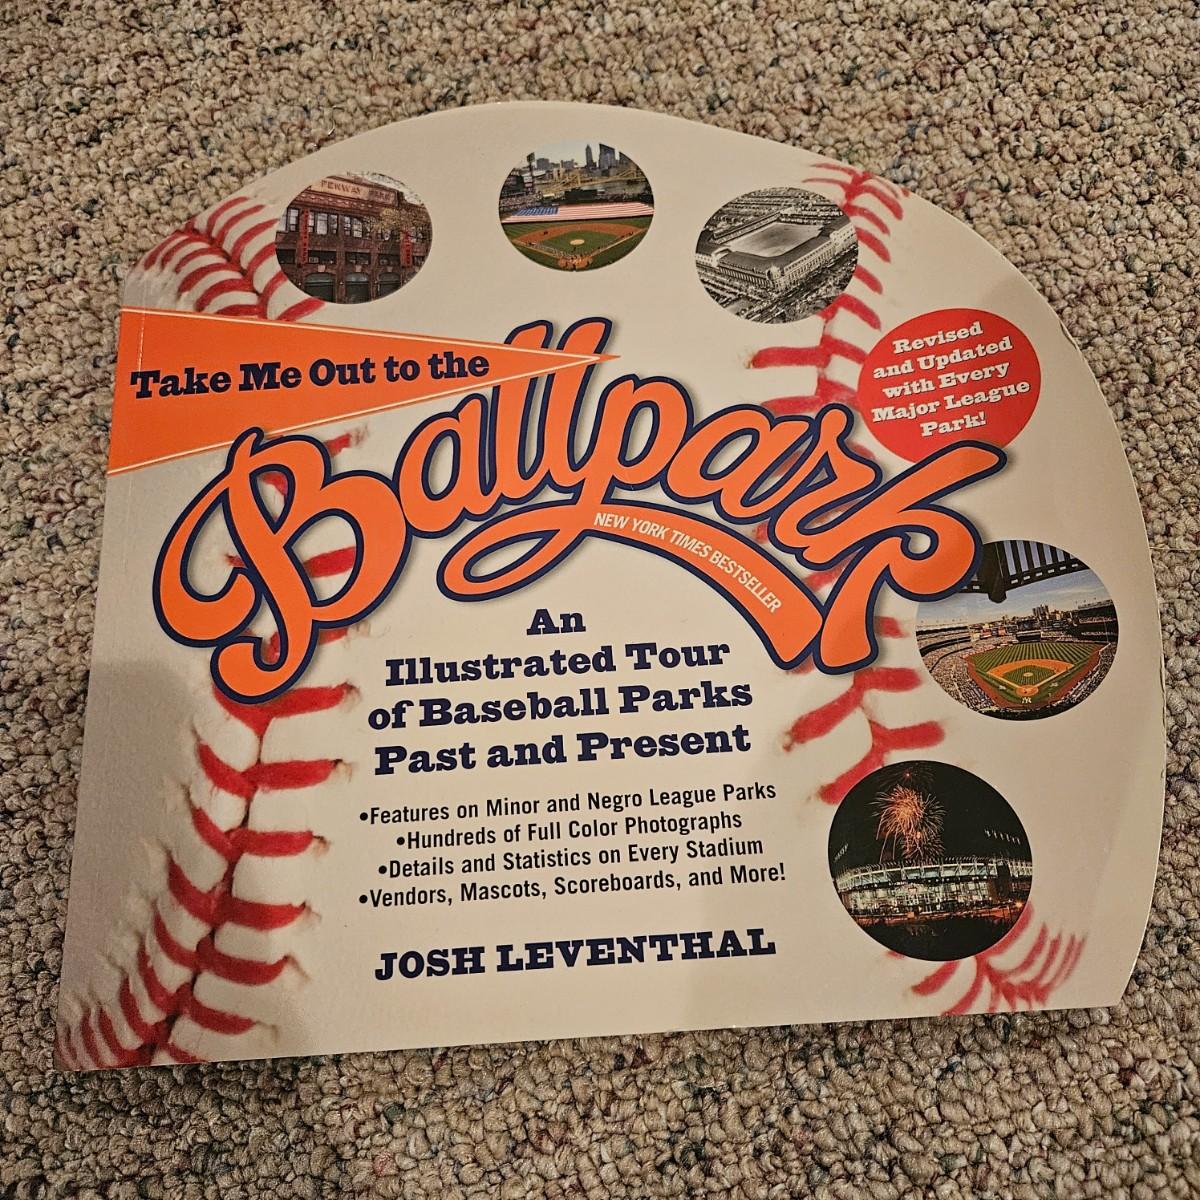 FENWAY PARK
Take Me Out to the
Ballpark
Revised
and Updated
with Every
Major League
Park!
NEW YORK TIMES BESTSELLER
An
Illustrated Tour
of Baseball Parks
Past and Present
•Features on Minor and Negro League Parks
•Hundreds of Full Color Photographs
•Details and Statistics on Every Stadium
•Vendors, Mascots, Scoreboards, and More!
JOSH LEVENTHAL